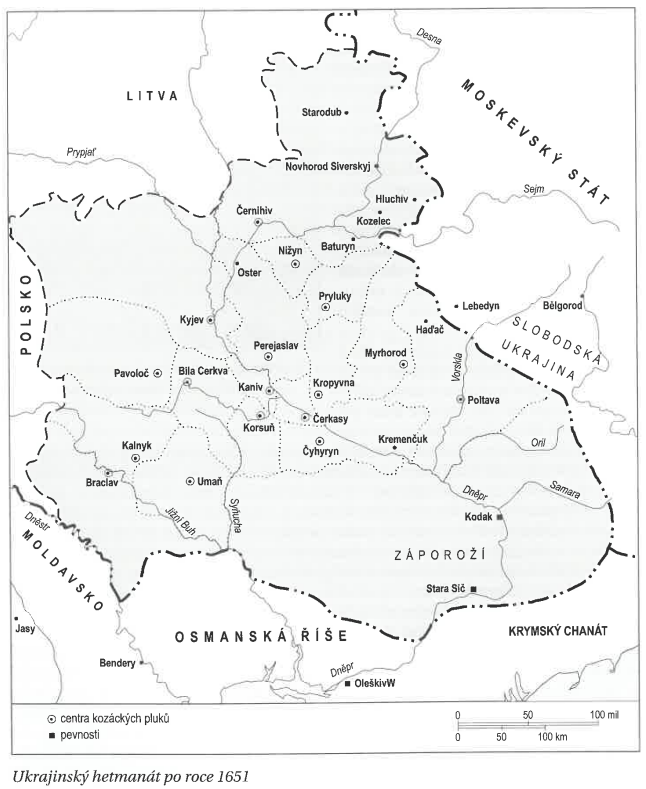 Desna
LITVA
MOSKEVSKÝ STÁT
Starodub
Prypjať
Novhorod Siverskyj
Sejm
Hluchiv
Kozelec
Černihiv
Baturyn
Nižyn
Oster
POLSKO
Pryluky
Lebedyn
Bělgorod
Kyjev
Haďač
SLOBODSKÁ
UKRAJINA
Perejaslav
Myrhorod
Vorskla
Pavoloč
Bila Cerkva
Kaniv
Kropyvna
Poltava
Korsuň
Čerkasy
Kalnyk
Čyhyryn
Kremenčuk
Oril
Braclav
Umaň
Syňucha
Jižní Buh
Dněpr
Samara
Kodak
Dněstr
MOLDAVSKO
ZÁPOROŽÍ
Stara Sič
Jasy
OSMANSKÁ ŘÍŠE
KRYMSKÝ CHANÁT
Bendery
Dněpr
OleškivW
centra kozáckých pluků
pevnosti
0 50 100 mil
0 50 100 km
Ukrajinský hetmanát po roce 1651